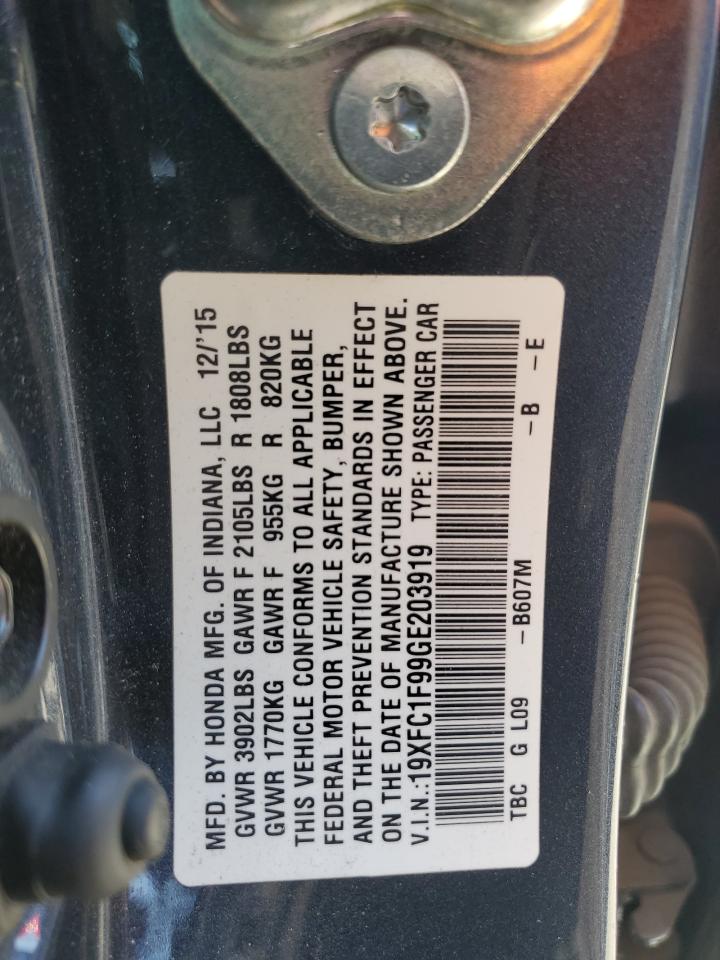 MFD. BY HONDA MFG. OF INDIANA, LLC 12/'15
GVWR 3902LBS GAWR F 2105LBS R 1808LBS
GVWR 1770KG GAWR F 955KG R 820KG
THIS VEHICLE CONFORMS TO ALL APPLICABLE
FEDERAL MOTOR VEHICLE SAFETY, BUMPER,
AND THEFT PREVENTION STANDARDS IN EFFECT
ON THE DATE OF MANUFACTURE SHOWN ABOVE.
V.I.N.:19XFC1F99GE203919 TYPE: PASSENGER CAR
TBC G L09 -B607M -B -E